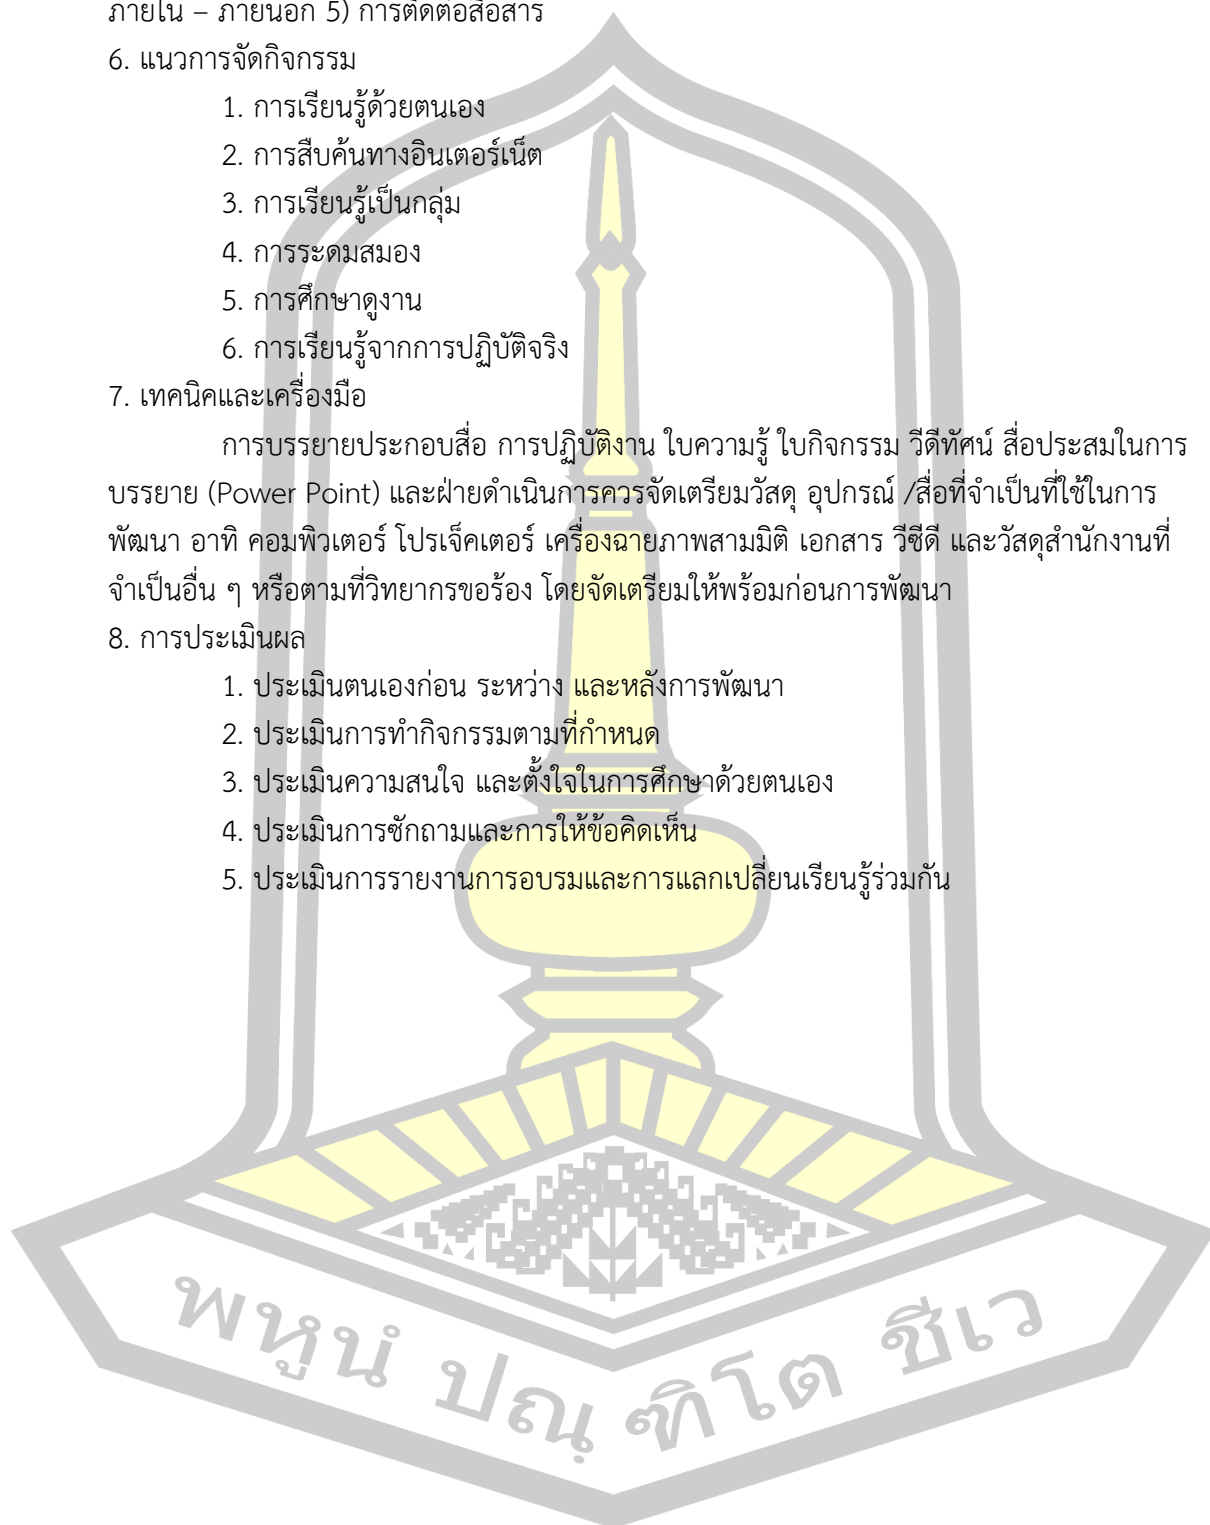 ภายใน – ภายนอก 5) การติดต่อสื่อสาร
6. แนวการจัดกิจกรรม
1. การเรียนรู้ด้วยตนเอง
2. การสืบค้นทางอินเตอร์เน็ต
3. การเรียนรู้เป็นกลุ่ม
4. การระดมสมอง
5. การศึกษาดูงาน
6. การเรียนรู้จากการปฏิบัติจริง
7. เทคนิคและเครื่องมือ
การบรรยายประกอบสื่อ การปฏิบัติงาน ใบความรู้ ใบกิจกรรม วีดีทัศน์ สื่อประสมในการ
บรรยาย (Power Point) และฝ่ายดำเนินการควรจัดเตรียมวัสดุ อุปกรณ์ /สื่อที่จำเป็นที่ใช้ในการ
พัฒนา อาทิ คอมพิวเตอร์ โปรเจ็คเตอร์ เครื่องฉายภาพสามมิติ เอกสาร วีซีดี และวัสดุสำนักงานที่
จำเป็นอื่น ๆ หรือตามที่วิทยากรขอร้อง โดยจัดเตรียมให้พร้อมก่อนการพัฒนา
8. การประเมินผล
1. ประเมินตนเองก่อน ระหว่าง และหลังการพัฒนา
2. ประเมินการทำกิจกรรมตามที่กำหนด
3. ประเมินความสนใจ และตั้งใจในการศึกษาด้วยตนเอง
4. ประเมินการซักถามและการให้ข้อคิดเห็น
5. ประเมินการรายงานการอบรมและการแลกเปลี่ยนเรียนรู้ร่วมกัน
พหูนํ ปณฺฑิโต ชีเว